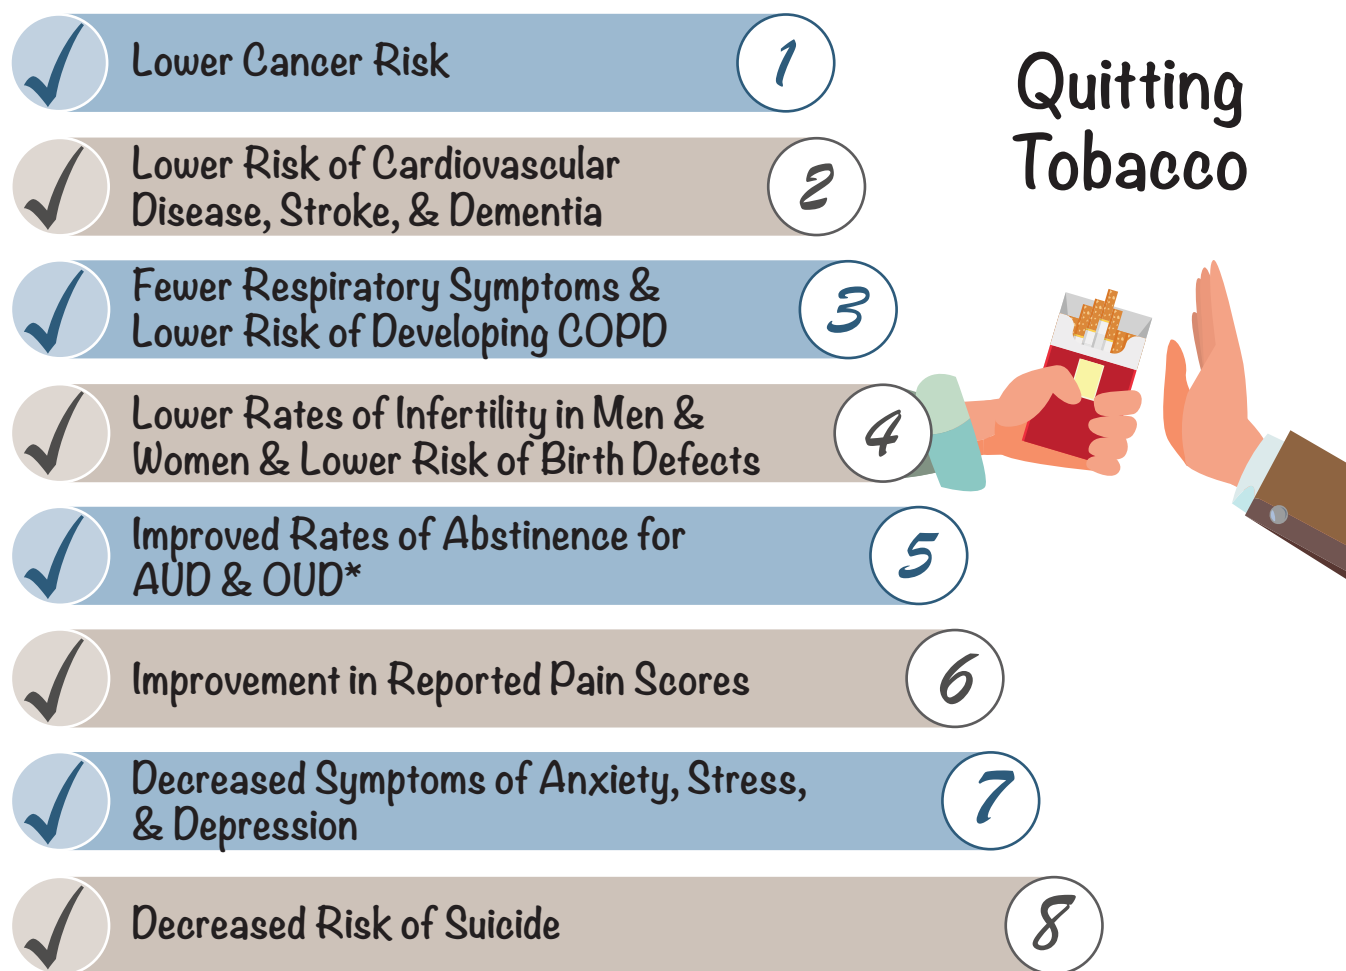 Quitting
Tobacco
Lower Cancer Risk
1
Lower Risk of Cardiovascular
Disease, Stroke, & Dementia
2
Fewer Respiratory Symptoms &
Lower Risk of Developing COPD
3
Lower Rates of Infertility in Men &
Women & Lower Risk of Birth Defects
4
Improved Rates of Abstinence for
AUD & OUD*
5
Improvement in Reported Pain Scores
6
Decreased Symptoms of Anxiety, Stress,
& Depression
7
Decreased Risk of Suicide
8